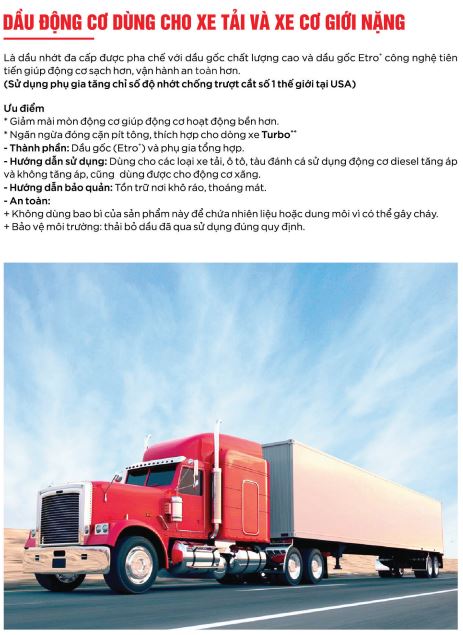 DẦU ĐỘNG CƠ DÙNG CHO XE TẢI VÀ XE CƠ GIỚI NẶNG
Là dầu nhớt đa cấp được pha chế với dầu gốc chất lượng cao và dầu gốc Etro* công nghệ tiên
tiến giúp động cơ sạch hơn, vận hành an toàn hơn.
(Sử dụng phụ gia tăng chỉ số độ nhớt chống trượt cắt số 1 thế giới tại USA)
Ưu điểm
* Giảm mài mòn động cơ giúp động cơ hoạt động bền hơn.
* Ngăn ngừa đóng cặn pít tông, thích hợp cho dòng xe Turbo**
- Thành phần: Dầu gốc (Etro*) và phụ gia tổng hợp.
- Hướng dẫn sử dụng: Dùng cho các loại xe tải, ô tô, tàu đánh cá sử dụng động cơ diesel tăng áp
và không tăng áp, cũng dùng được cho động cơ xăng.
- Hướng dẫn bảo quản: Tồn trữ nơi khô ráo, thoáng mát.
- An toàn:
+ Không dùng bao bì của sản phẩm này để chứa nhiên liệu hoặc dung môi vì có thể gây cháy.
+ Bảo vệ môi trường: thải bỏ dầu đã qua sử dụng đúng quy định.